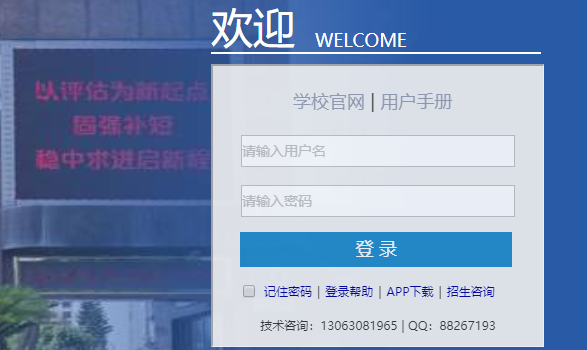 欢迎 WELCOME
以评估为新起点
固强补短
稳中求进启新程
学校官网 | 用户手册
请输入用户名
请输入密码
登 录
记住密码 | 登录帮助 | APP下载 | 招生咨询
技术咨询：13063081965 | QQ：88267193